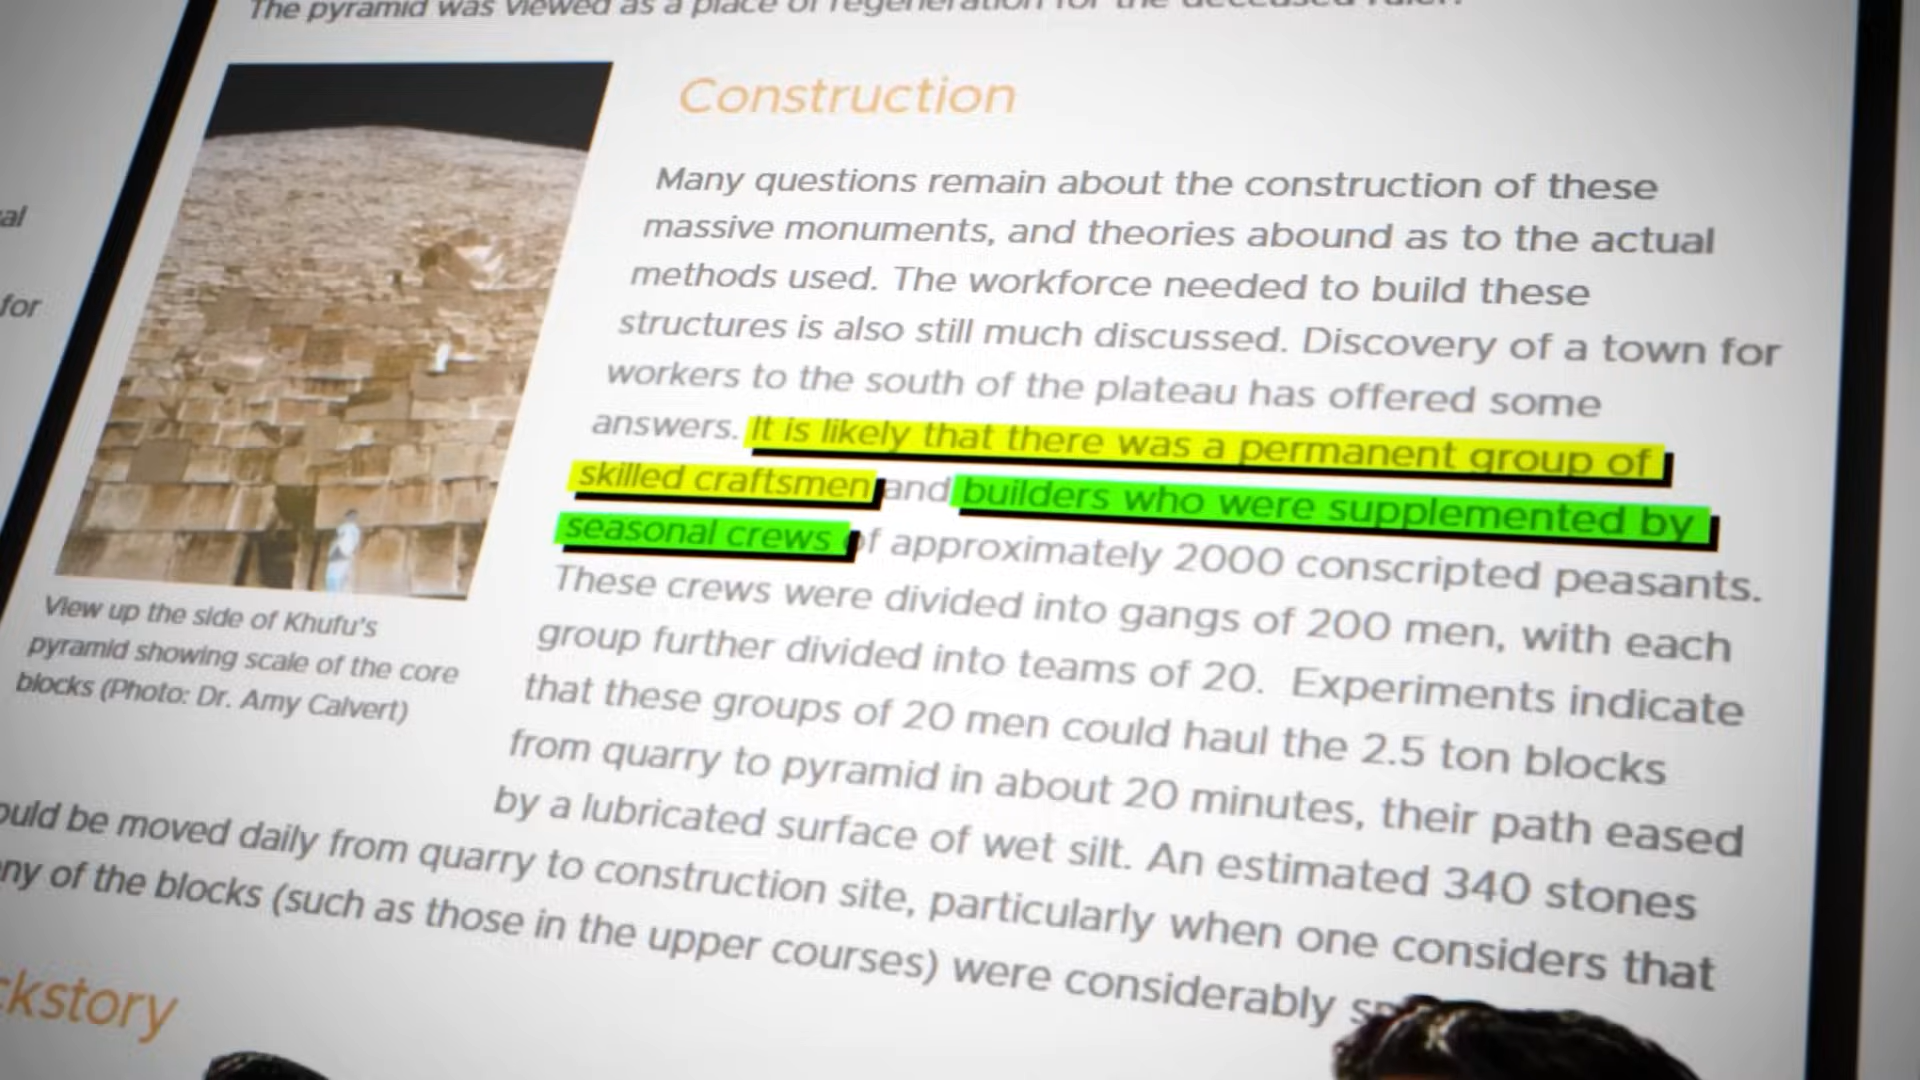 The pyramid was viewed as a place of regeneration for the deceased ruler.
Construction
Many questions remain about the construction of these
massive monuments, and theories abound as to the actual
methods used. The workforce needed to build these
structures is also still much discussed. Discovery of a town for
workers to the south of the plateau has offered some
answers. It is likely that there was a permanent group of
skilled craftsmen and builders who were supplemented by
seasonal crews of approximately 2000 conscripted peasants.
These crews were divided into gangs of 200 men, with each
group further divided into teams of 20. Experiments indicate
that these groups of 20 men could haul the 2.5 ton blocks
from quarry to pyramid in about 20 minutes, their path eased
by a lubricated surface of wet silt. An estimated 340 stones
ould be moved daily from quarry to construction site, particularly when one considers that
ny of the blocks (such as those in the upper courses) were considerably
View up the side of Khufu's
pyramid showing scale of the core
blocks (Photo: Dr. Amy Calvert)
al
for
ckstory